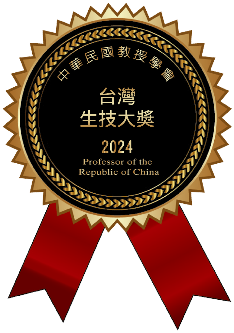 中華民國教授學會
台灣
生技大獎
2024
Professor of the
Republic of China